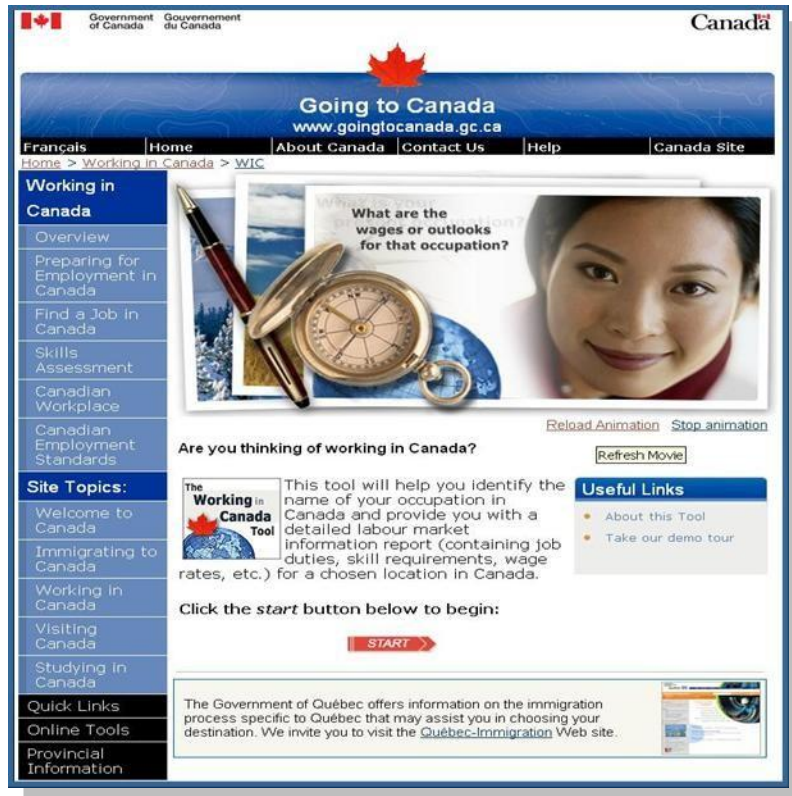 Government Gouvernement
of Canada du Canada
Canada
Going to Canada
www.goingtocanada.gc.ca
Français Home About Canada Contact Us Help Canada Site
Home > Working in Canada > WIC
Working in
Canada
Overview
Preparing for
Employment in
Canada
Find a Job in
Canada
Skills
Assessment
Canadian
Workplace
Canadian
Employment
Standards
Site Topics:
Welcome to
Canada
Immigrating to
Canada
Working in
Canada
Visiting
Canada
Studying in
Canada
Quick Links
Online Tools
Provincial
Information
What is your
present occupation?
What are the
wages or outlooks
for that occupation?
Reload Animation Stop animation
Refresh Movie
Are you thinking of working in Canada?
The
Working in
Canada
Tool
This tool will help you identify the
name of your occupation in
Canada and provide you with a
detailed labour market
information report (containing job
duties, skill requirements, wage
rates, etc.) for a chosen location in Canada.
Useful Links
About this Tool
Take our demo tour
Click the start button below to begin:
START
The Government of Québec offers information on the immigration
process specific to Québec that may assist you in choosing your
destination. We invite you to visit the Québec-Immigration Web site.